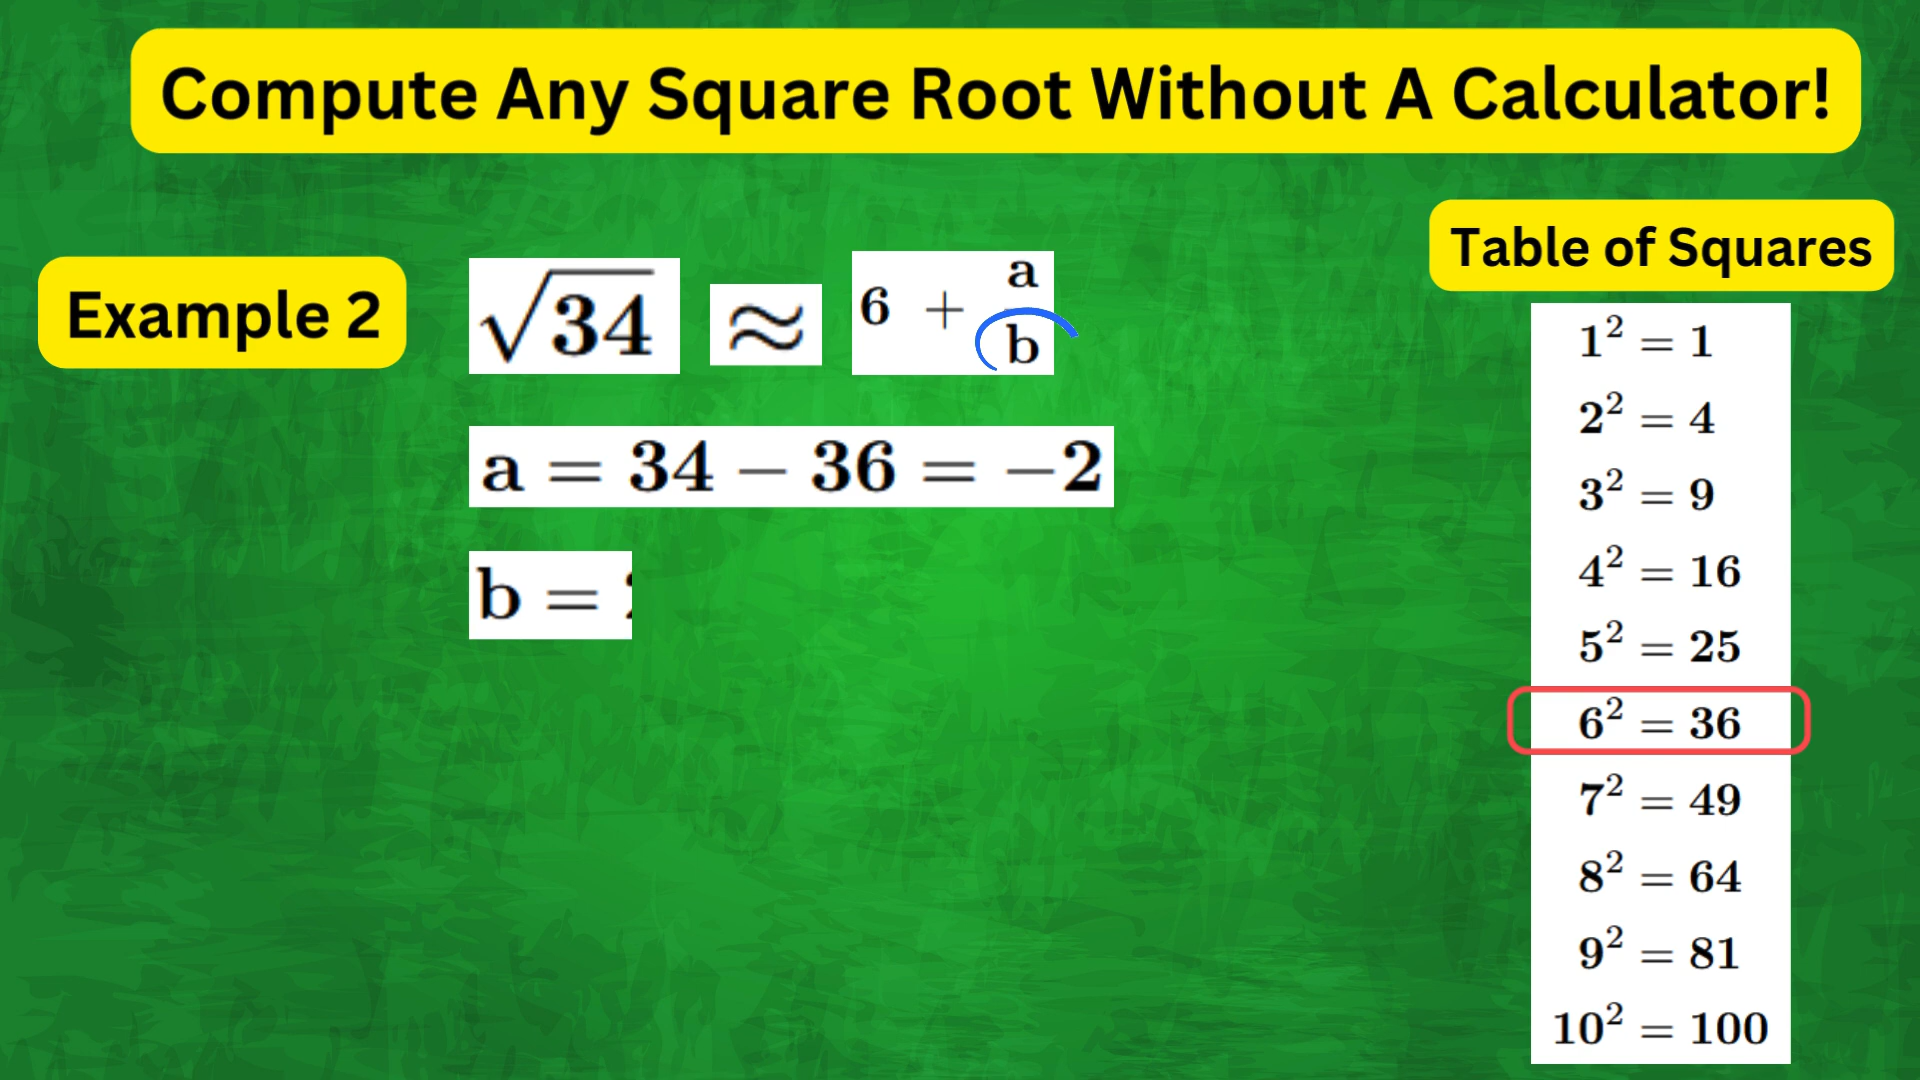 Compute Any Square Root Without A Calculator!
Example 2
√34 ≈ 6 + a/b
a = 34 − 36 = −2
b =
Table of Squares
1² = 1
2² = 4
3² = 9
4² = 16
5² = 25
6² = 36
7² = 49
8² = 64
9² = 81
10² = 100